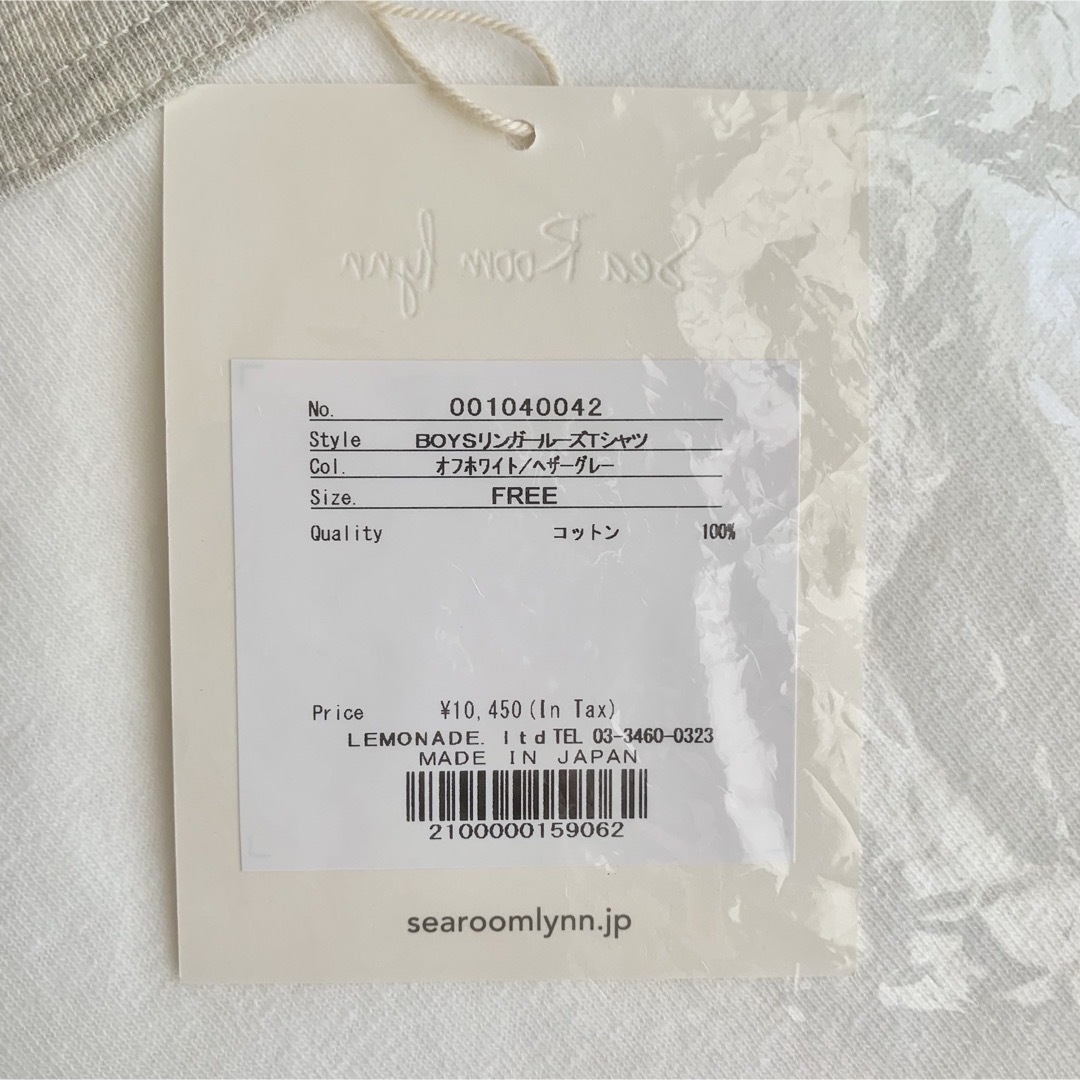 Sea Room lynn
No. 001040042
Style BOYSリンガールーズTシャツ
Col. オフホワイト/ヘザーグレー
Size. FREE
Quality コットン 100%
Price ¥10,450(In Tax)
LEMONADE. ltd TEL 03-3460-0323
MADE IN JAPAN
2100000159062
searoomlynn.jp